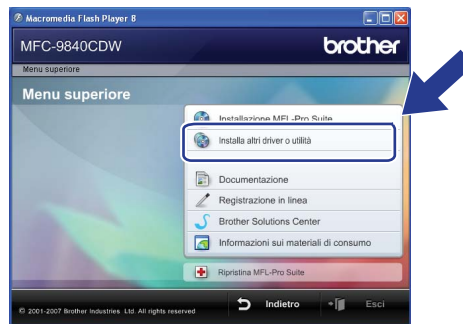 Macromedia Flash Player 8
MFC-9840CDW
brother
Menu superiore
Menu superiore
Installazione MFL-Pro Suite
Installa altri driver o utilità
Documentazione
Registrazione in linea
Brother Solutions Center
Informazioni sui materiali di consumo
Ripristina MFL-Pro Suite
© 2001-2007 Brother Industries Ltd. All rights reserved
Indietro
Esci